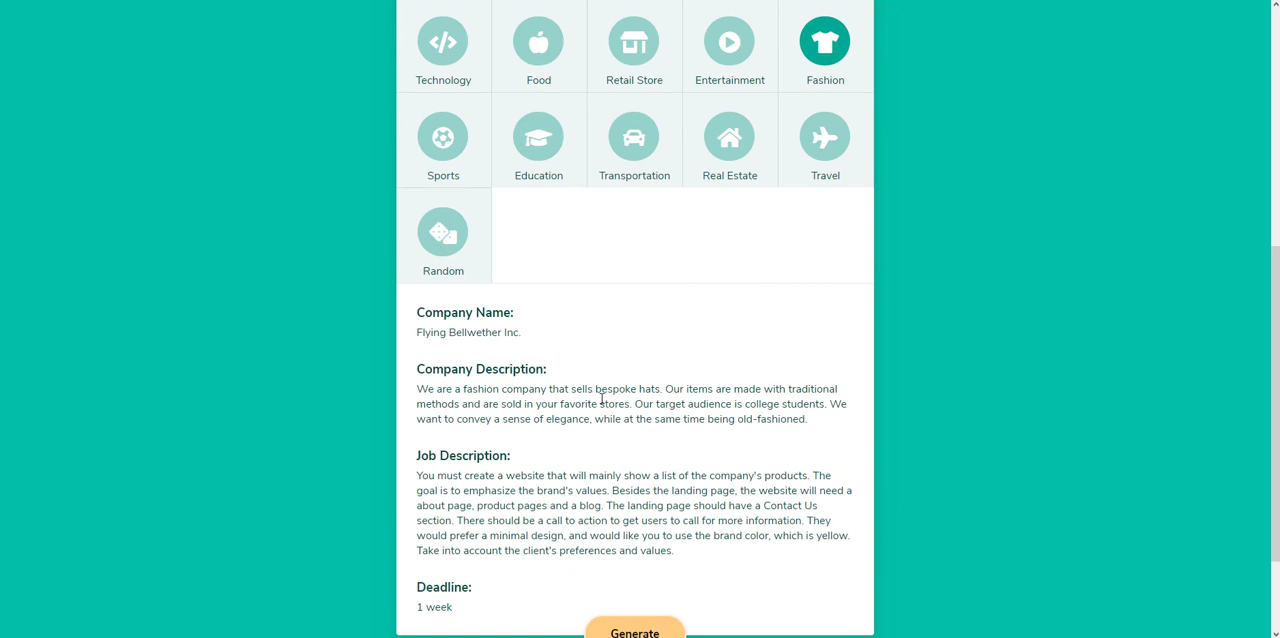 Technology
Food
Retail Store
Entertainment
Fashion
Sports
Education
Transportation
Real Estate
Travel
Random
Company Name:
Flying Bellwether Inc.
Company Description:
We are a fashion company that sells bespoke hats. Our items are made with traditional
methods and are sold in your favorite stores. Our target audience is college students. We
want to convey a sense of elegance, while at the same time being old-fashioned.
Job Description:
You must create a website that will mainly show a list of the company's products. The
goal is to emphasize the brand's values. Besides the landing page, the website will need a
about page, product pages and a blog. The landing page should have a Contact Us
section. There should be a call to action to get users to call for more information. They
would prefer a minimal design, and would like you to use the brand color, which is yellow.
Take into account the client's preferences and values.
Deadline:
1 week
Generate